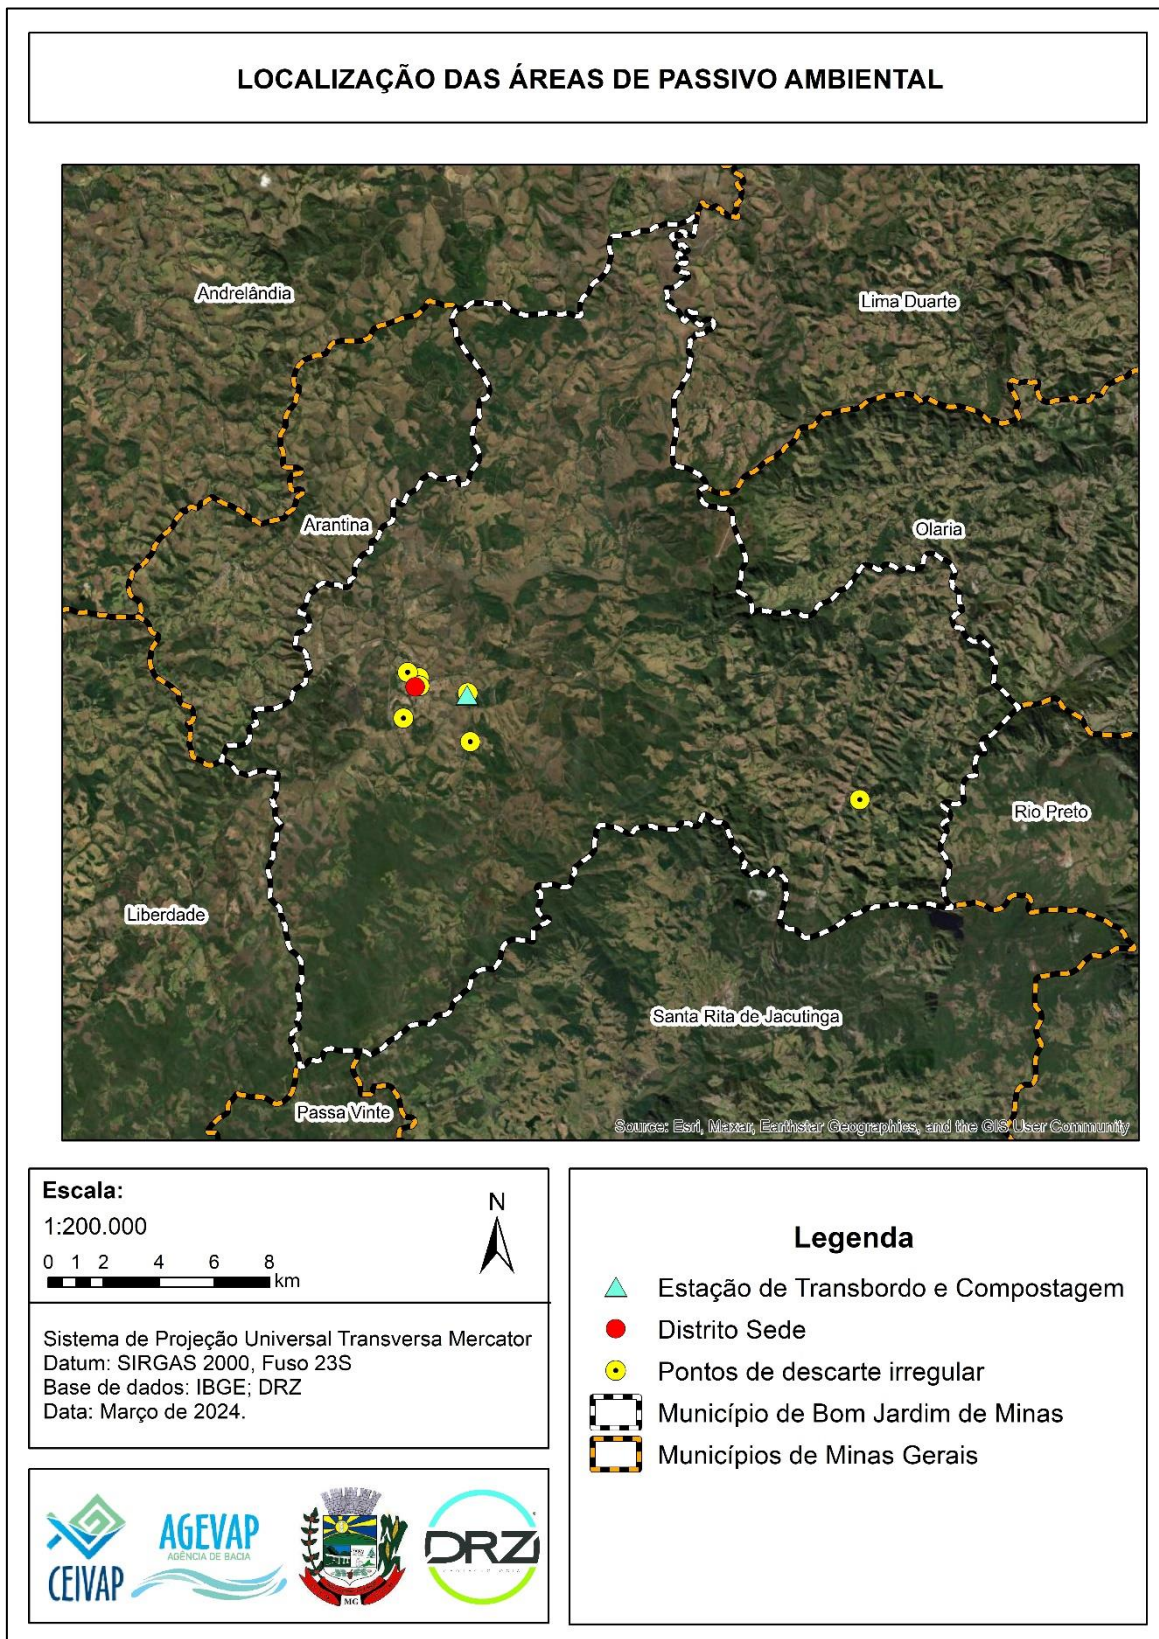 LOCALIZAÇÃO DAS ÁREAS DE PASSIVO AMBIENTAL
Andrelândia
Lima Duarte
Arantina
Olaria
Rio Preto
Liberdade
Santa Rita de Jacutinga
Passa Vinte
Source: Esri, Maxar, Earthstar Geographics, and the GIS User Community
Escala:
1:200.000
0 1 2 4 6 8
km
N
Sistema de Projeção Universal Transversa Mercator
Datum: SIRGAS 2000, Fuso 23S
Base de dados: IBGE; DRZ
Data: Março de 2024.
Legenda
Estação de Transbordo e Compostagem
Distrito Sede
Pontos de descarte irregular
Município de Bom Jardim de Minas
Municípios de Minas Gerais
CEIVAP
AGEVAP
AGÊNCIA DE BACIA
MG
DRZ